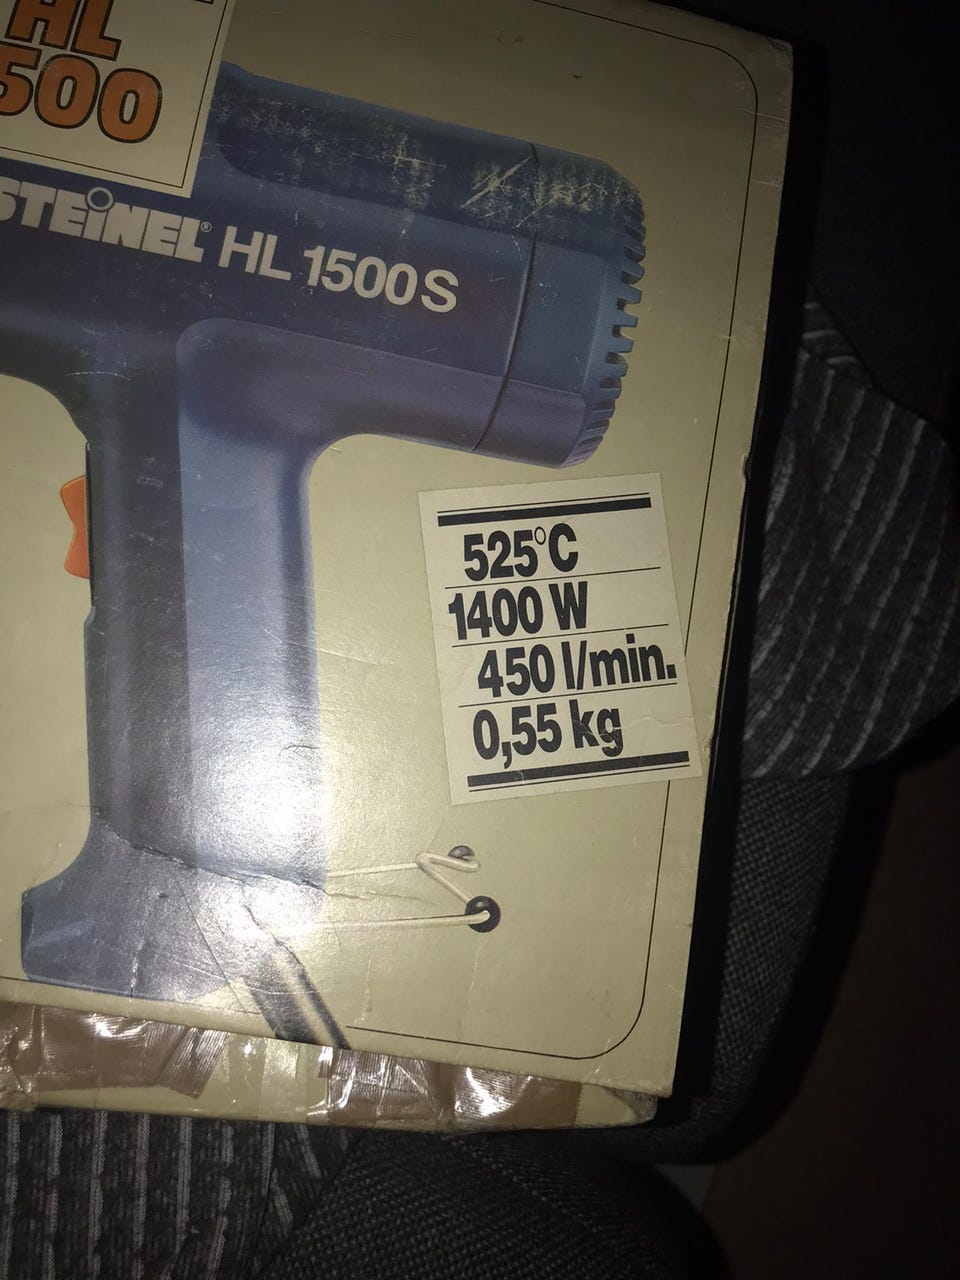 HL
500
STEINEL® HL 1500 S
525°C
1400 W
450 l/min.
0,55 kg